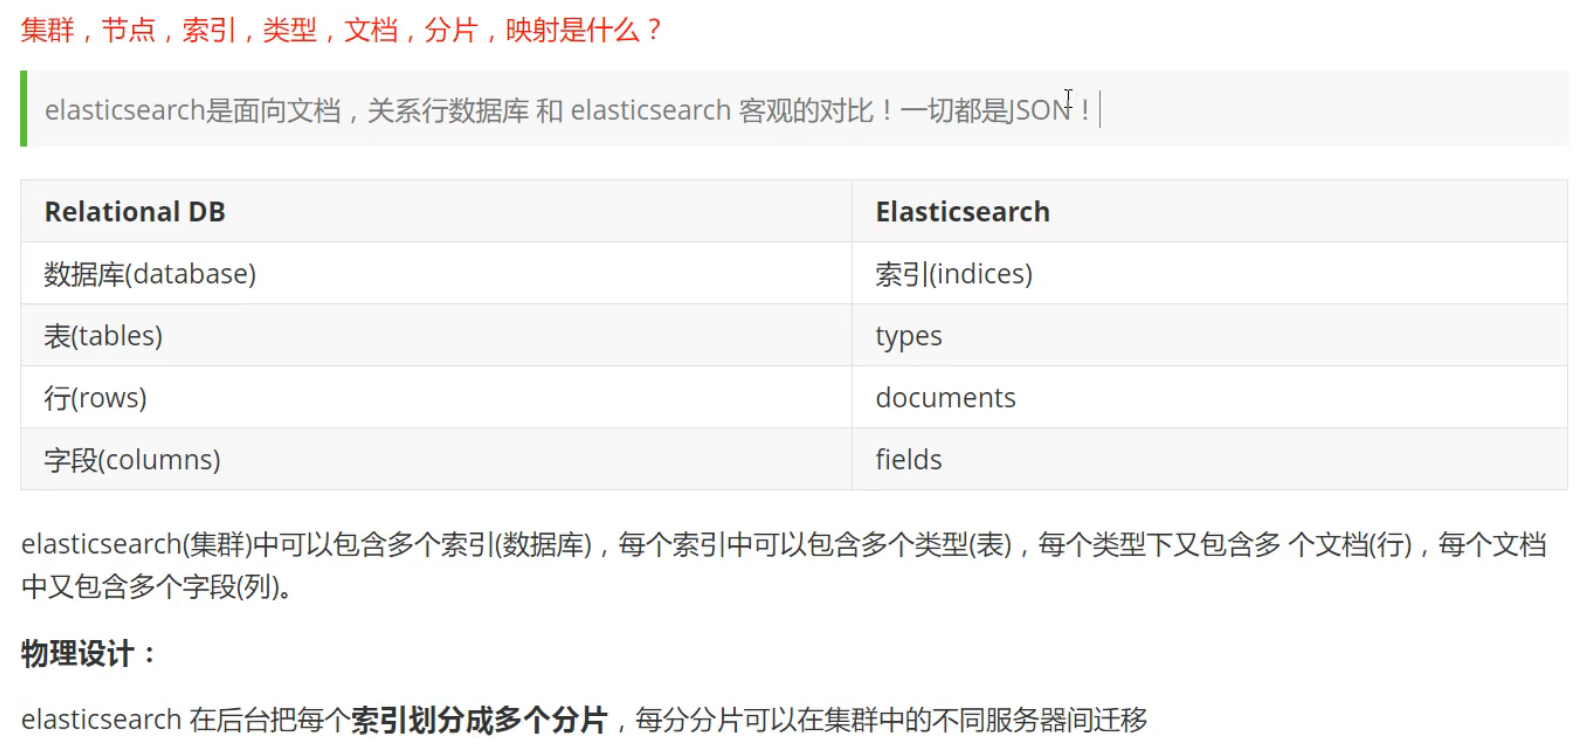 集群，节点，索引，类型，文档，分片，映射是什么？
elasticsearch是面向文档，关系行数据库 和 elasticsearch 客观的对比！一切都是JSON！
Relational DB Elasticsearch
数据库(database) 索引(indices)
表(tables) types
行(rows) documents
字段(columns) fields
elasticsearch(集群)中可以包含多个索引(数据库)，每个索引中可以包含多个类型(表)，每个类型下又包含多 个文档(行)，每个文档
中又包含多个字段(列)。
物理设计：
elasticsearch 在后台把每个索引划分成多个分片，每分分片可以在集群中的不同服务器间迁移